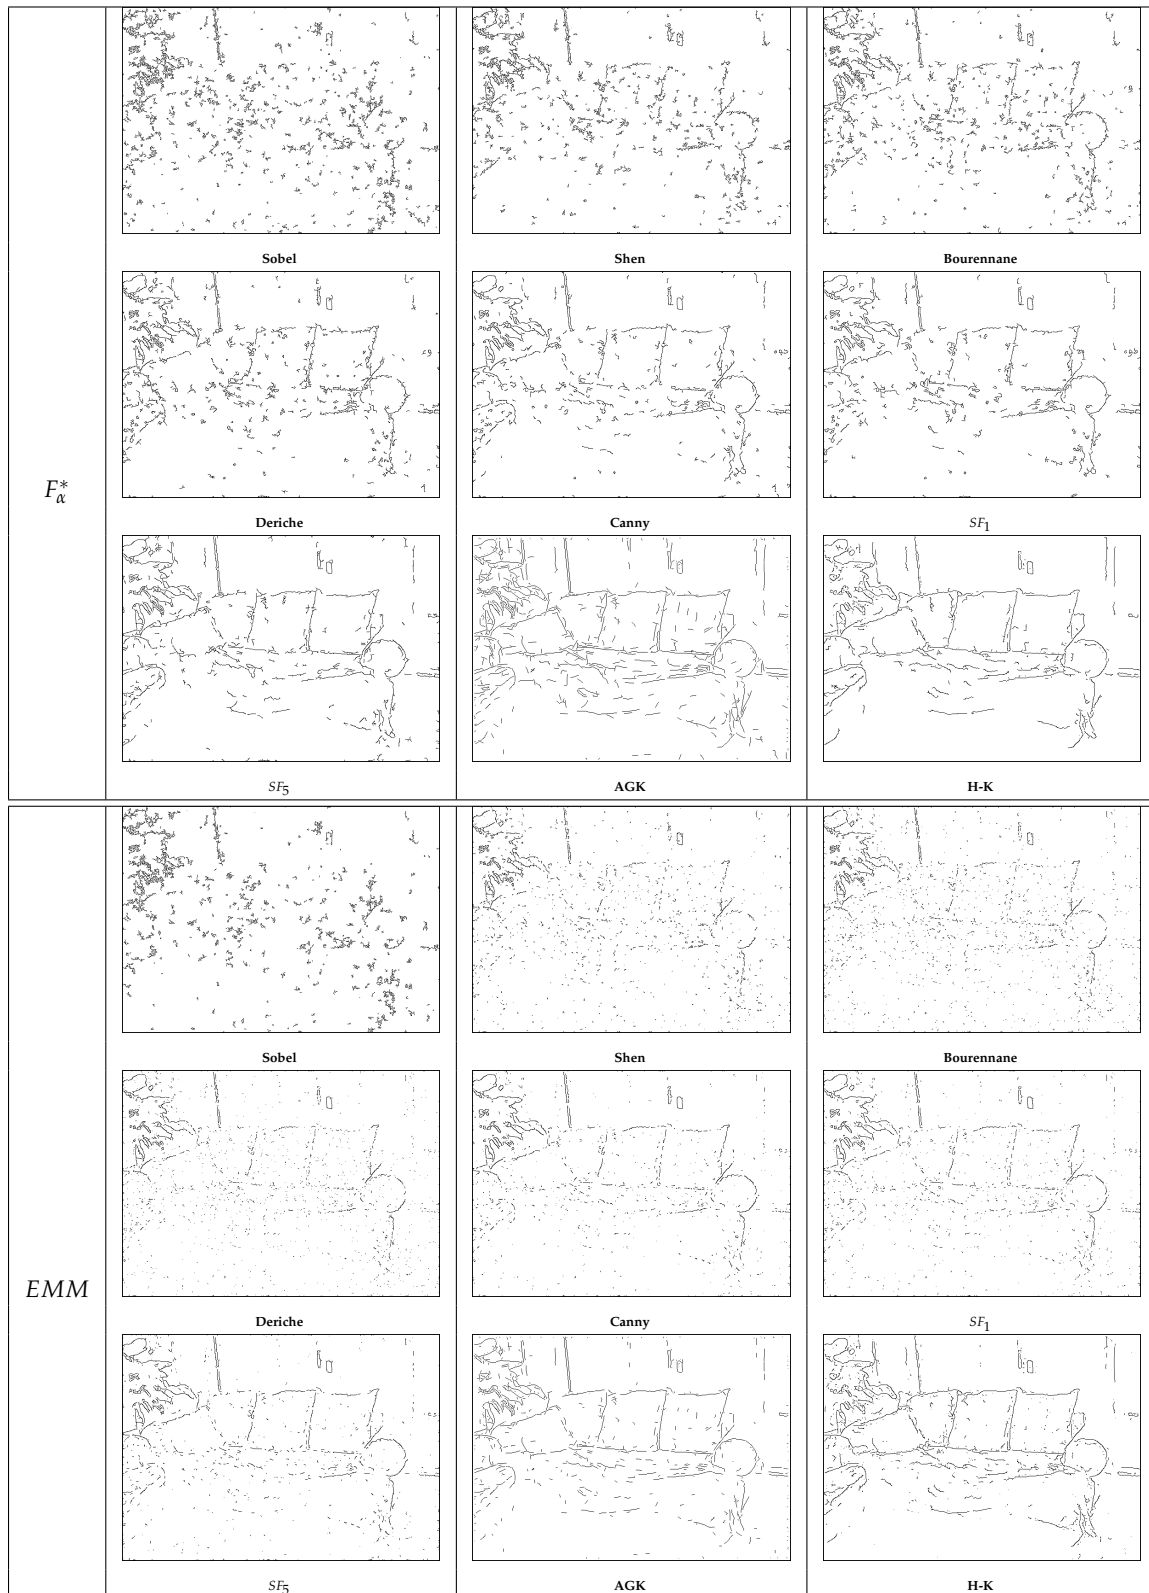 Sobel Shen Bourennane
F*α
Deriche Canny SF1
SF5 AGK H-K
Sobel Shen Bourennane
EMM
Deriche Canny SF1
SF5 AGK H-K